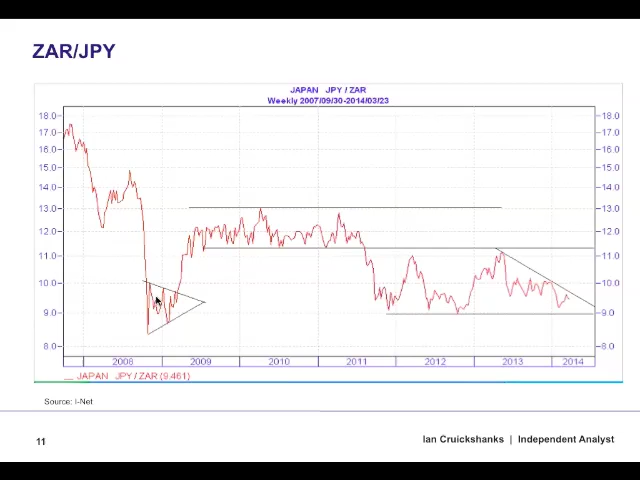 ZAR/JPY
JAPAN JPY / ZAR
Weekly 2007/09/30-2014/03/23
18.0 18.0
17.0 17.0
16.0 16.0
15.0 15.0
14.0 14.0
13.0 13.0
12.0 12.0
11.0 11.0
10.0 10.0
9.0 9.0
8.0 8.0
2008 2009 2010 2011 2012 2013 2014
JAPAN JPY / ZAR (9.461)
Source: I-Net
11
Ian Cruickshanks | Independent Analyst